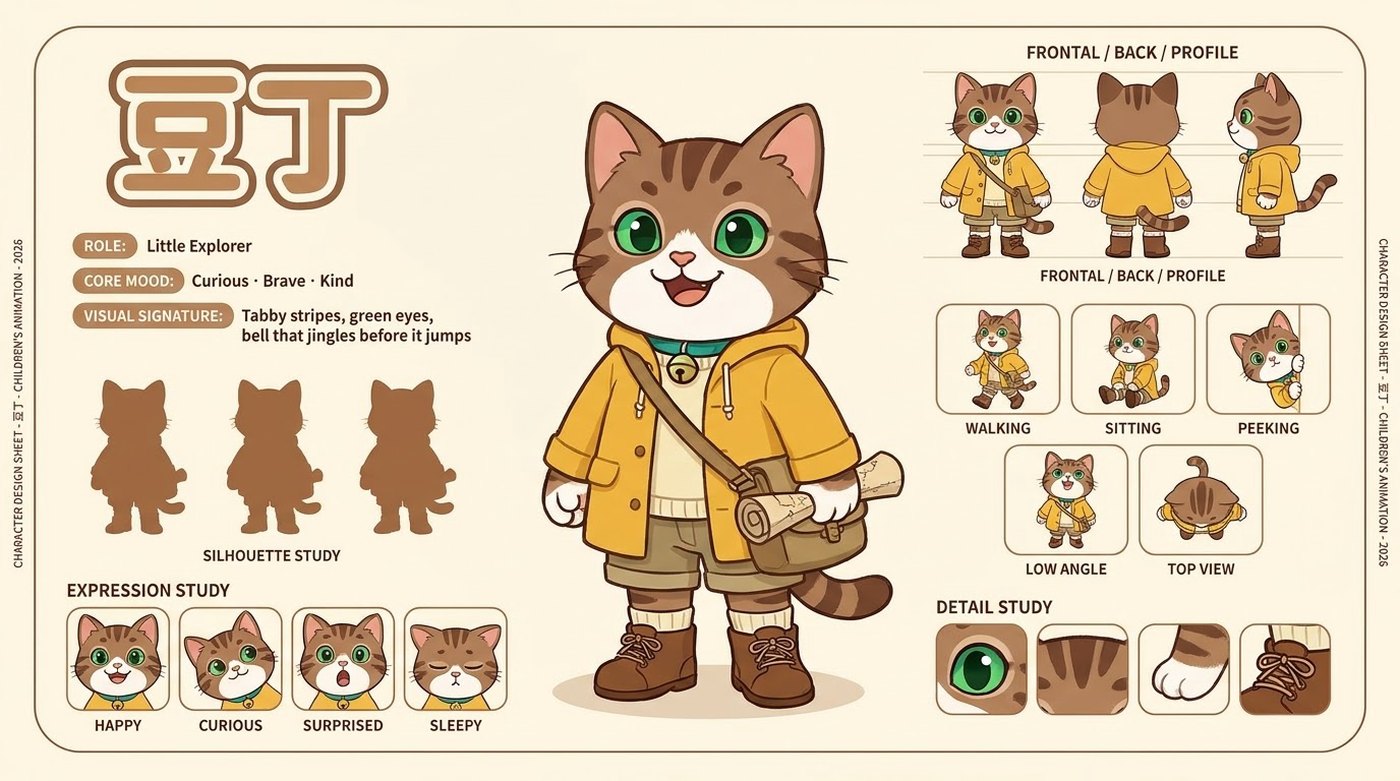 豆丁
ROLE: Little Explorer
CORE MOOD: Curious · Brave · Kind
VISUAL SIGNATURE: Tabby stripes, green eyes,
bell that jingles before it jumps
SILHOUETTE STUDY
EXPRESSION STUDY
HAPPY
CURIOUS
SURPRISED
SLEEPY
FRONTAL / BACK / PROFILE
FRONTAL / BACK / PROFILE
WALKING
SITTING
PEEKING
LOW ANGLE
TOP VIEW
DETAIL STUDY
CHARACTER DESIGN SHEET - 豆丁 - CHILDREN'S ANIMATION - 2026
CHARACTER DESIGN SHEET - 豆丁 - CHILDREN'S ANIMATION - 2026